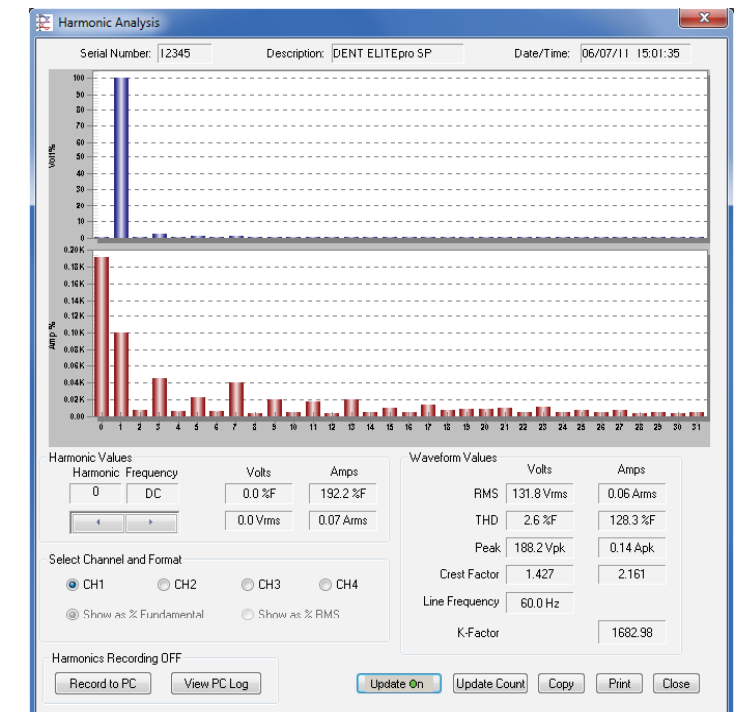 Harmonic Analysis
x
Serial Number: 12345 Description: DENT ELITEpro SP Date/Time: 06/07/11 15:01:35
Volt%
100
90
80
70
60
50
40
30
20
10
0
Amp %
0.20 K
0.18K
0.16K
0.14K
0.12K
0.10K
0.08K
0.06K
0.04K
0.02K
0.00
0 1 2 3 4 5 6 7 8 9 10 11 12 13 14 15 16 17 18 19 20 21 22 23 24 25 26 27 28 29 30 31
Harmonic Values
Harmonic Frequency Volts Amps
0 DC 0.0 %F 192.2 %F
0.0 Vrms 0.07 Arms
Select Channel and Format
CH1 CH2 CH3 CH4
Show as % Fundamental Show as % RMS
Harmonics Recording OFF
Record to PC View PC Log
Waveform Values
Volts Amps
RMS 131.8 Vrms 0.06 Arms
THD 2.6 %F 128.3 %F
Peak 188.2 Vpk 0.14 Apk
Crest Factor 1.427 2.161
Line Frequency 60.0 Hz
K-Factor 1682.98
Update On Update Count Copy Print Close